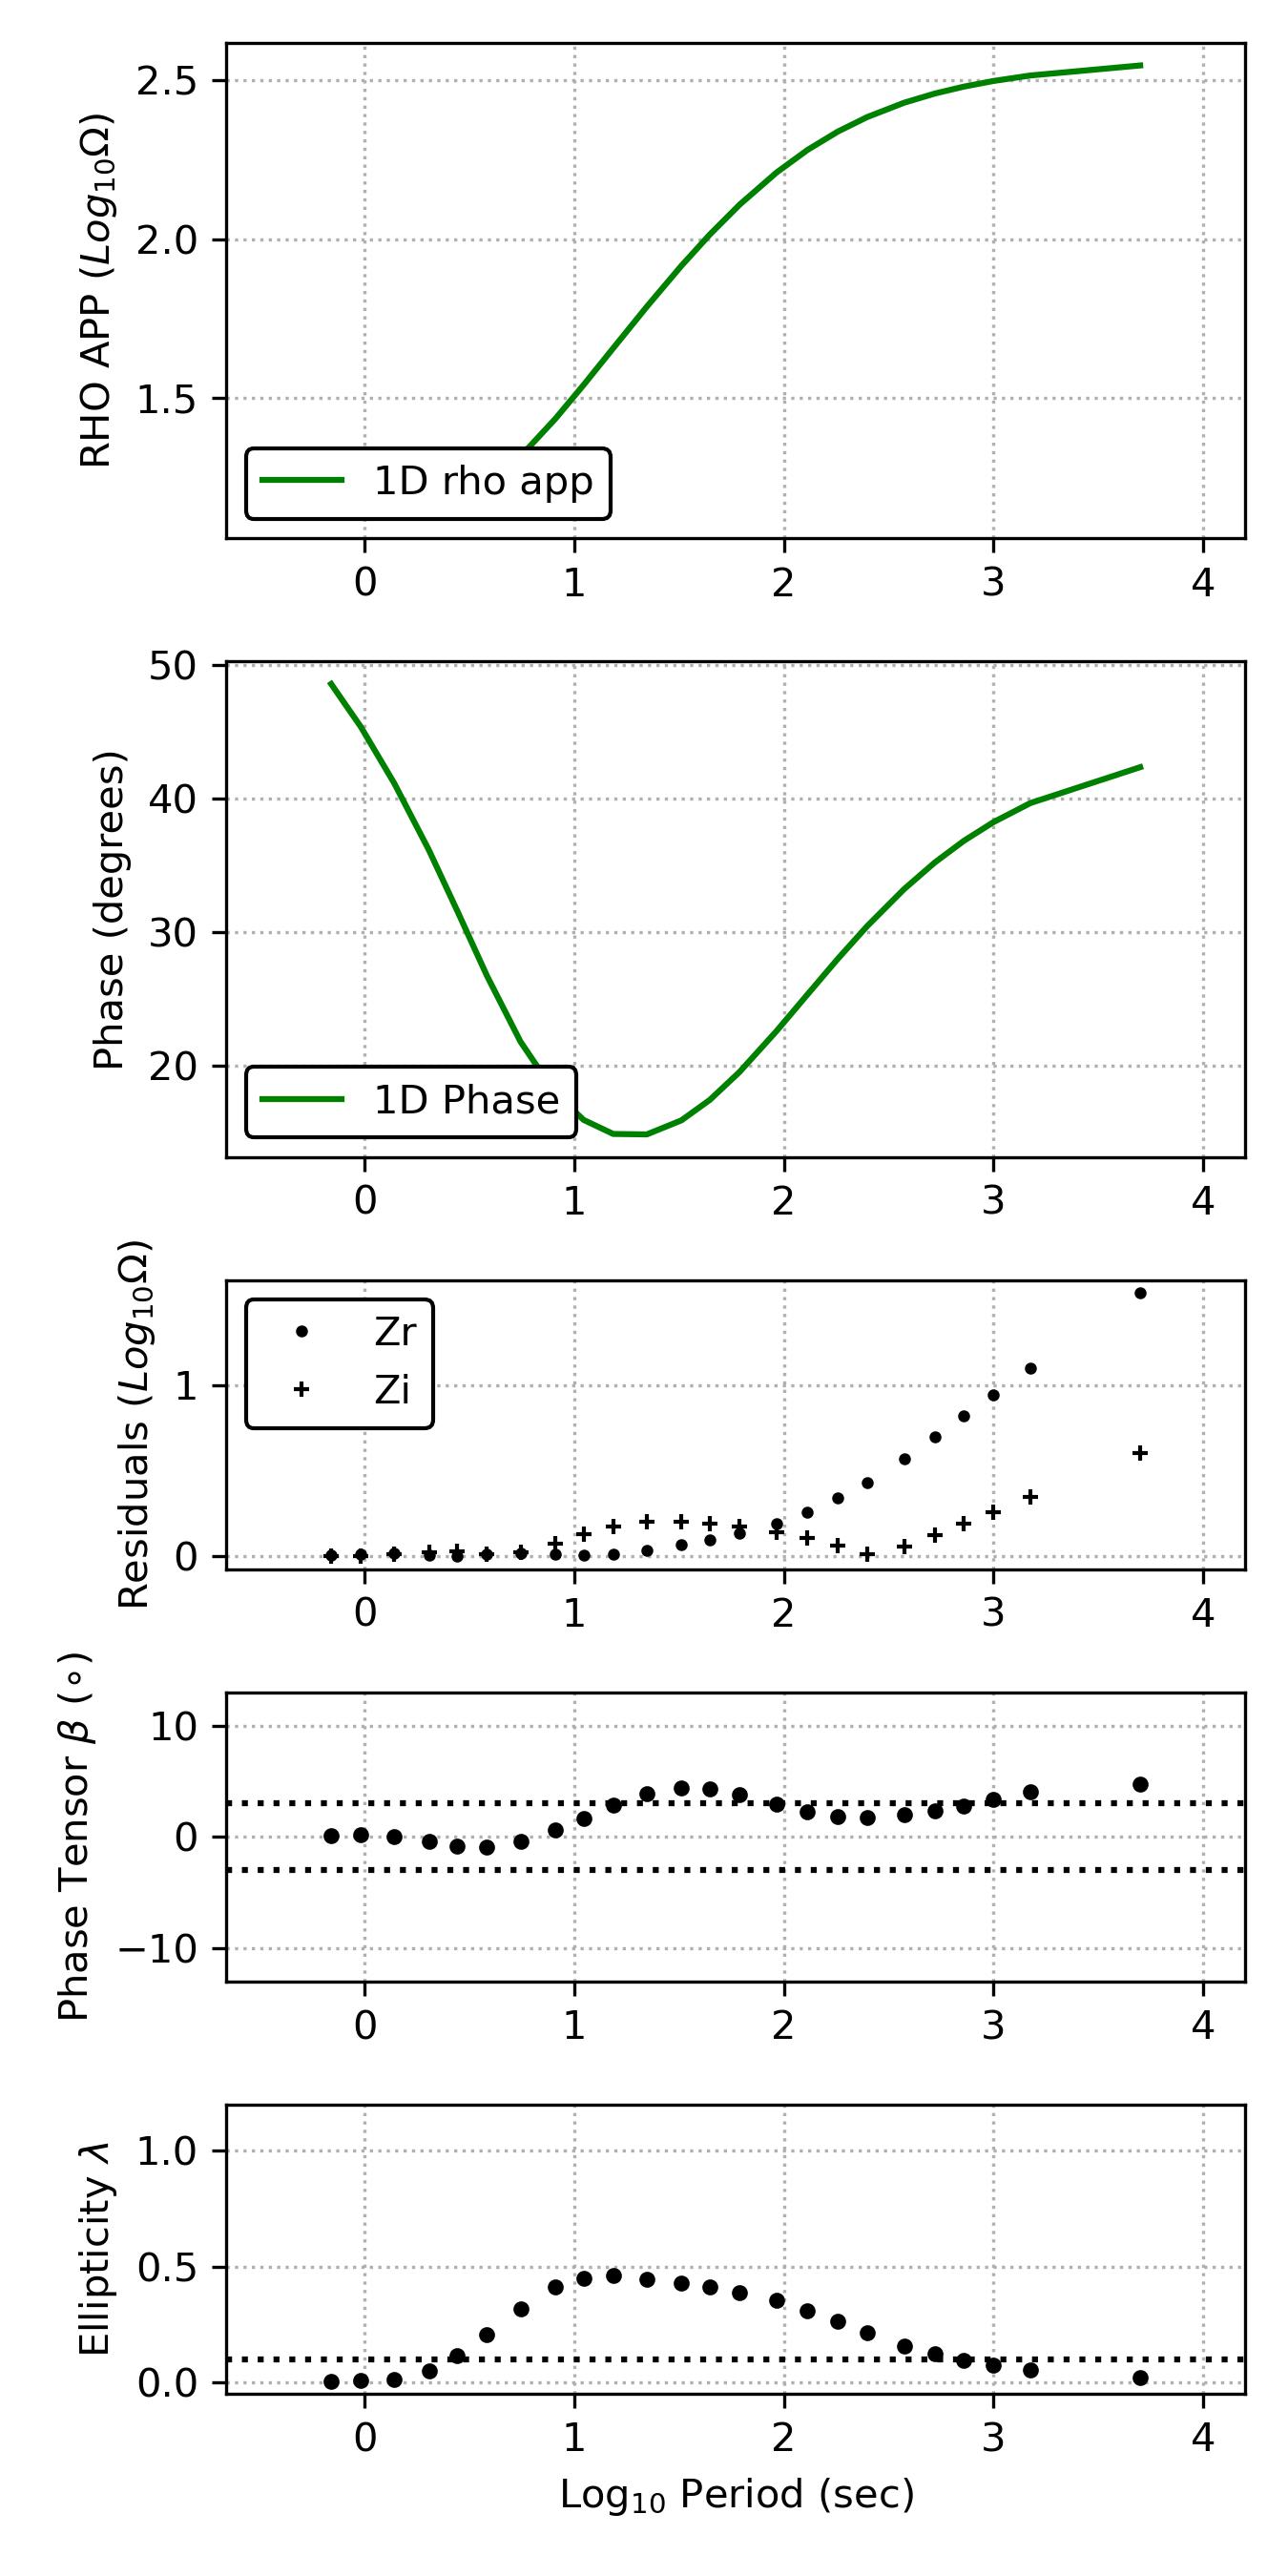 RHO APP (Log10Ω)
2.5
2.0
1.5
1D rho app
0 1 2 3 4
Phase (degrees)
50
40
30
20
1D Phase
0 1 2 3 4
Residuals (Log10Ω)
1
0
Zr
Zi
0 1 2 3 4
Phase Tensor β (∘)
10
0
−10
0 1 2 3 4
Ellipticity λ
1.0
0.5
0.0
0 1 2 3 4
Log10 Period (sec)